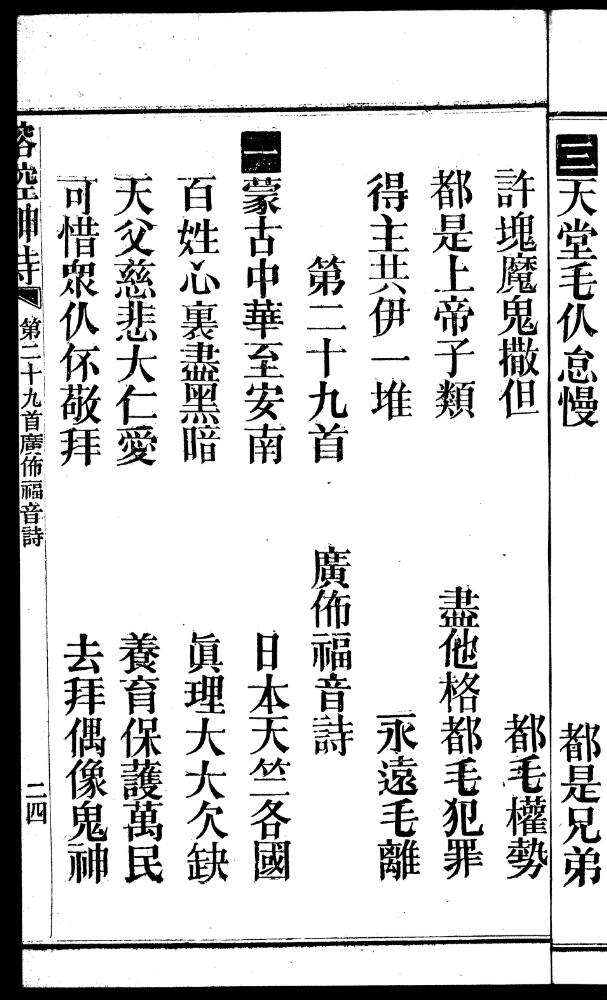 三 天堂毛仈怠慢 都是兄弟
許塊魔鬼撒但 都毛權勢
都是上帝子類 盡他格都毛犯罪
得主共伊一堆 永遠毛離
第二十九首 廣佈福音詩
一 蒙古中華至安南 日本天竺各國
百姓心裏盡黑暗 眞理大大欠缺
天父慈悲大仁愛 養育保護萬民
可惜衆仈伓敬拜 去拜偶像鬼神
榕腔神詩 第二十九首廣佈福音詩 二四